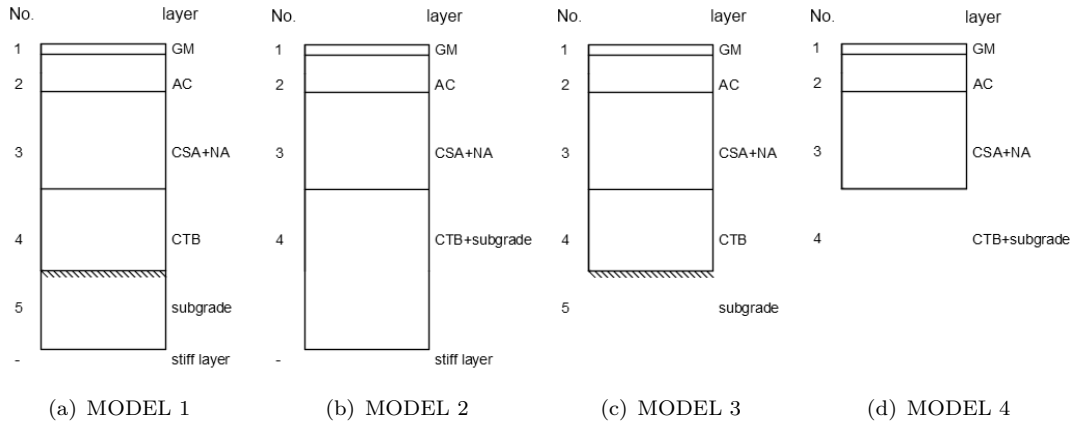 No. layer
1 GM
2 AC
3 CSA+NA
4 CTB
5 subgrade
- stiff layer
(a) MODEL 1
No. layer
1 GM
2 AC
3 CSA+NA
4 CTB+subgrade
- stiff layer
(b) MODEL 2
No. layer
1 GM
2 AC
3 CSA+NA
4 CTB
5 subgrade
(c) MODEL 3
No. layer
1 GM
2 AC
3 CSA+NA
4 CTB+subgrade
(d) MODEL 4